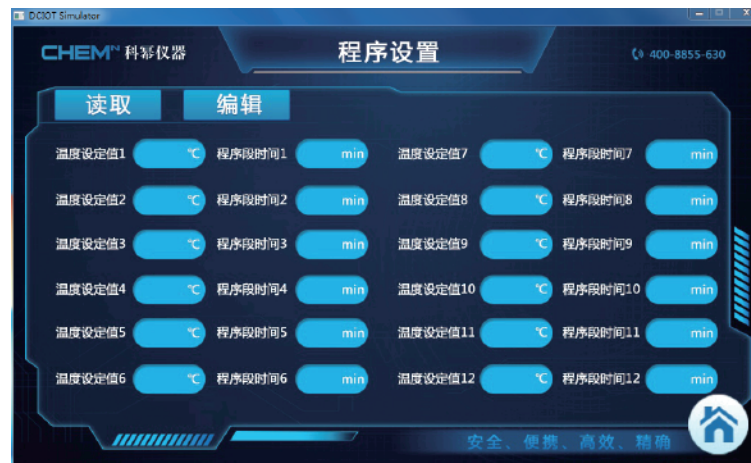 DCIOT Simulator
CHEM™ 科幂仪器
程序设置
400-8855-630
读取 编辑
温度设定值1 ℃ 程序段时间1 min 温度设定值7 ℃ 程序段时间7 min
温度设定值2 ℃ 程序段时间2 min 温度设定值8 ℃ 程序段时间8 min
温度设定值3 ℃ 程序段时间3 min 温度设定值9 ℃ 程序段时间9 min
温度设定值4 ℃ 程序段时间4 min 温度设定值10 ℃ 程序段时间10 min
温度设定值5 ℃ 程序段时间5 min 温度设定值11 ℃ 程序段时间11 min
温度设定值6 ℃ 程序段时间6 min 温度设定值12 ℃ 程序段时间12 min
安全、便携、高效、精确